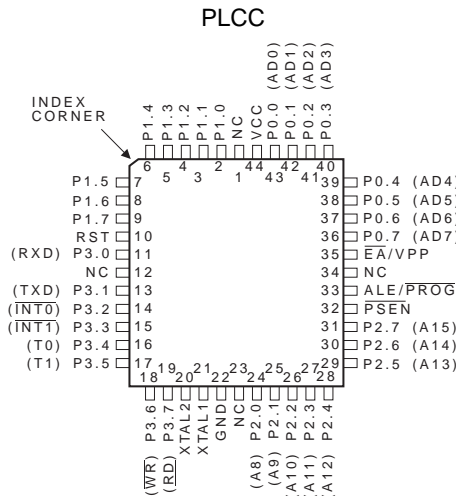 PLCC
INDEX
CORNER
P1.4
P1.3
P1.2
P1.1
P1.0
NC
VCC
P0.0 (AD0)
P0.1 (AD1)
P0.2 (AD2)
P0.3 (AD3)
6
5
4
3
2
1
44
43
42
41
40
P1.5 7
P1.6 8
P1.7 9
RST 10
(RXD) P3.0 11
NC 12
(TXD) P3.1 13
(INT0) P3.2 14
(INT1) P3.3 15
(T0) P3.4 16
(T1) P3.5 17
39 P0.4 (AD4)
38 P0.5 (AD5)
37 P0.6 (AD6)
36 P0.7 (AD7)
35 EA/VPP
34 NC
33 ALE/PROG
32 PSEN
31 P2.7 (A15)
30 P2.6 (A14)
29 P2.5 (A13)
18
19
20
21
22
23
24
25
26
27
28
(WR) P3.6
(RD) P3.7
XTAL2
XTAL1
GND
NC
(A8) P2.0
(A9) P2.1
(A10) P2.2
(A11) P2.3
(A12) P2.4